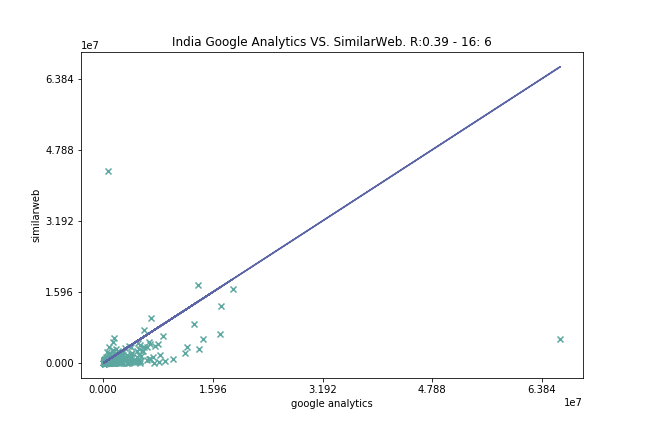 India Google Analytics VS. SimilarWeb. R:0.39 - 16: 6
1e7
6.384
4.788
3.192
1.596
0.000
similarweb
0.000 1.596 3.192 4.788 6.384
google analytics
1e7